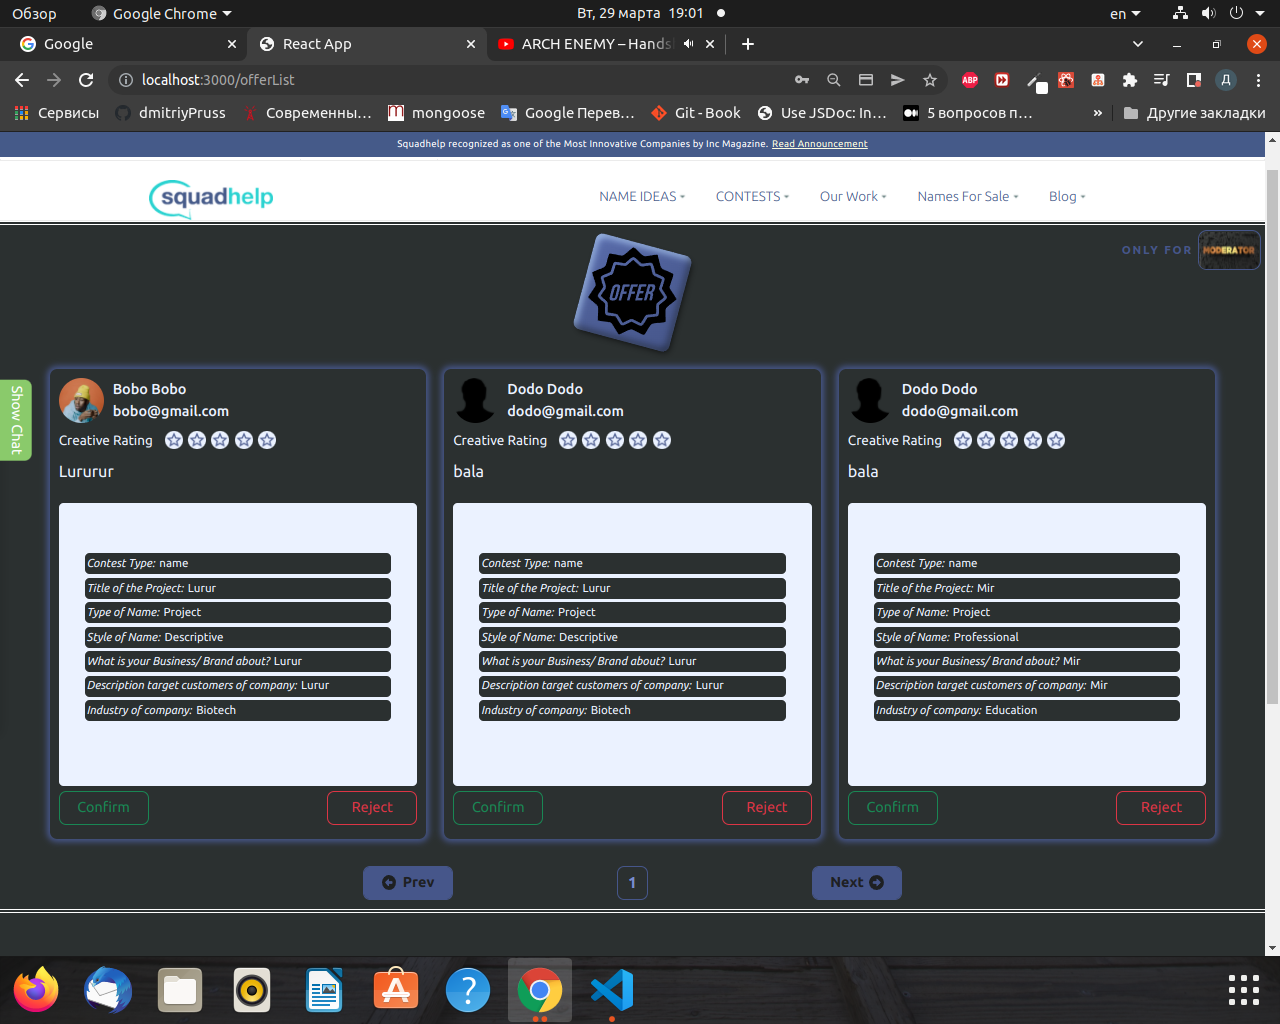 Обзор
Google Chrome
Вт, 29 марта 19:01
en
Google
React App
ARCH ENEMY – Hands
localhost:3000/offerList
ABP
Д
Сервисы
dmitriyPruss
Современны…
mongoose
Google Перев…
Git - Book
Use JSDoc: In…
5 вопросов п…
»
Другие закладки
Squadhelp recognized as one of the Most Innovative Companies by Inc Magazine. Read Announcement
squadhelp
NAME IDEAS
CONTESTS
Our Work
Names For Sale
Blog
ONLY FOR
MODERATOR
OFFER
Show Chat
Bobo Bobo
bobo@gmail.com
Creative Rating
Lururur
Contest Type: name
Title of the Project: Lurur
Type of Name: Project
Style of Name: Descriptive
What is your Business/ Brand about? Lurur
Description target customers of company: Lurur
Industry of company: Biotech
Confirm
Reject
Dodo Dodo
dodo@gmail.com
Creative Rating
bala
Contest Type: name
Title of the Project: Lurur
Type of Name: Project
Style of Name: Descriptive
What is your Business/ Brand about? Lurur
Description target customers of company: Lurur
Industry of company: Biotech
Confirm
Reject
Dodo Dodo
dodo@gmail.com
Creative Rating
bala
Contest Type: name
Title of the Project: Mir
Type of Name: Project
Style of Name: Professional
What is your Business/ Brand about? Mir
Description target customers of company: Mir
Industry of company: Education
Confirm
Reject
Prev
1
Next